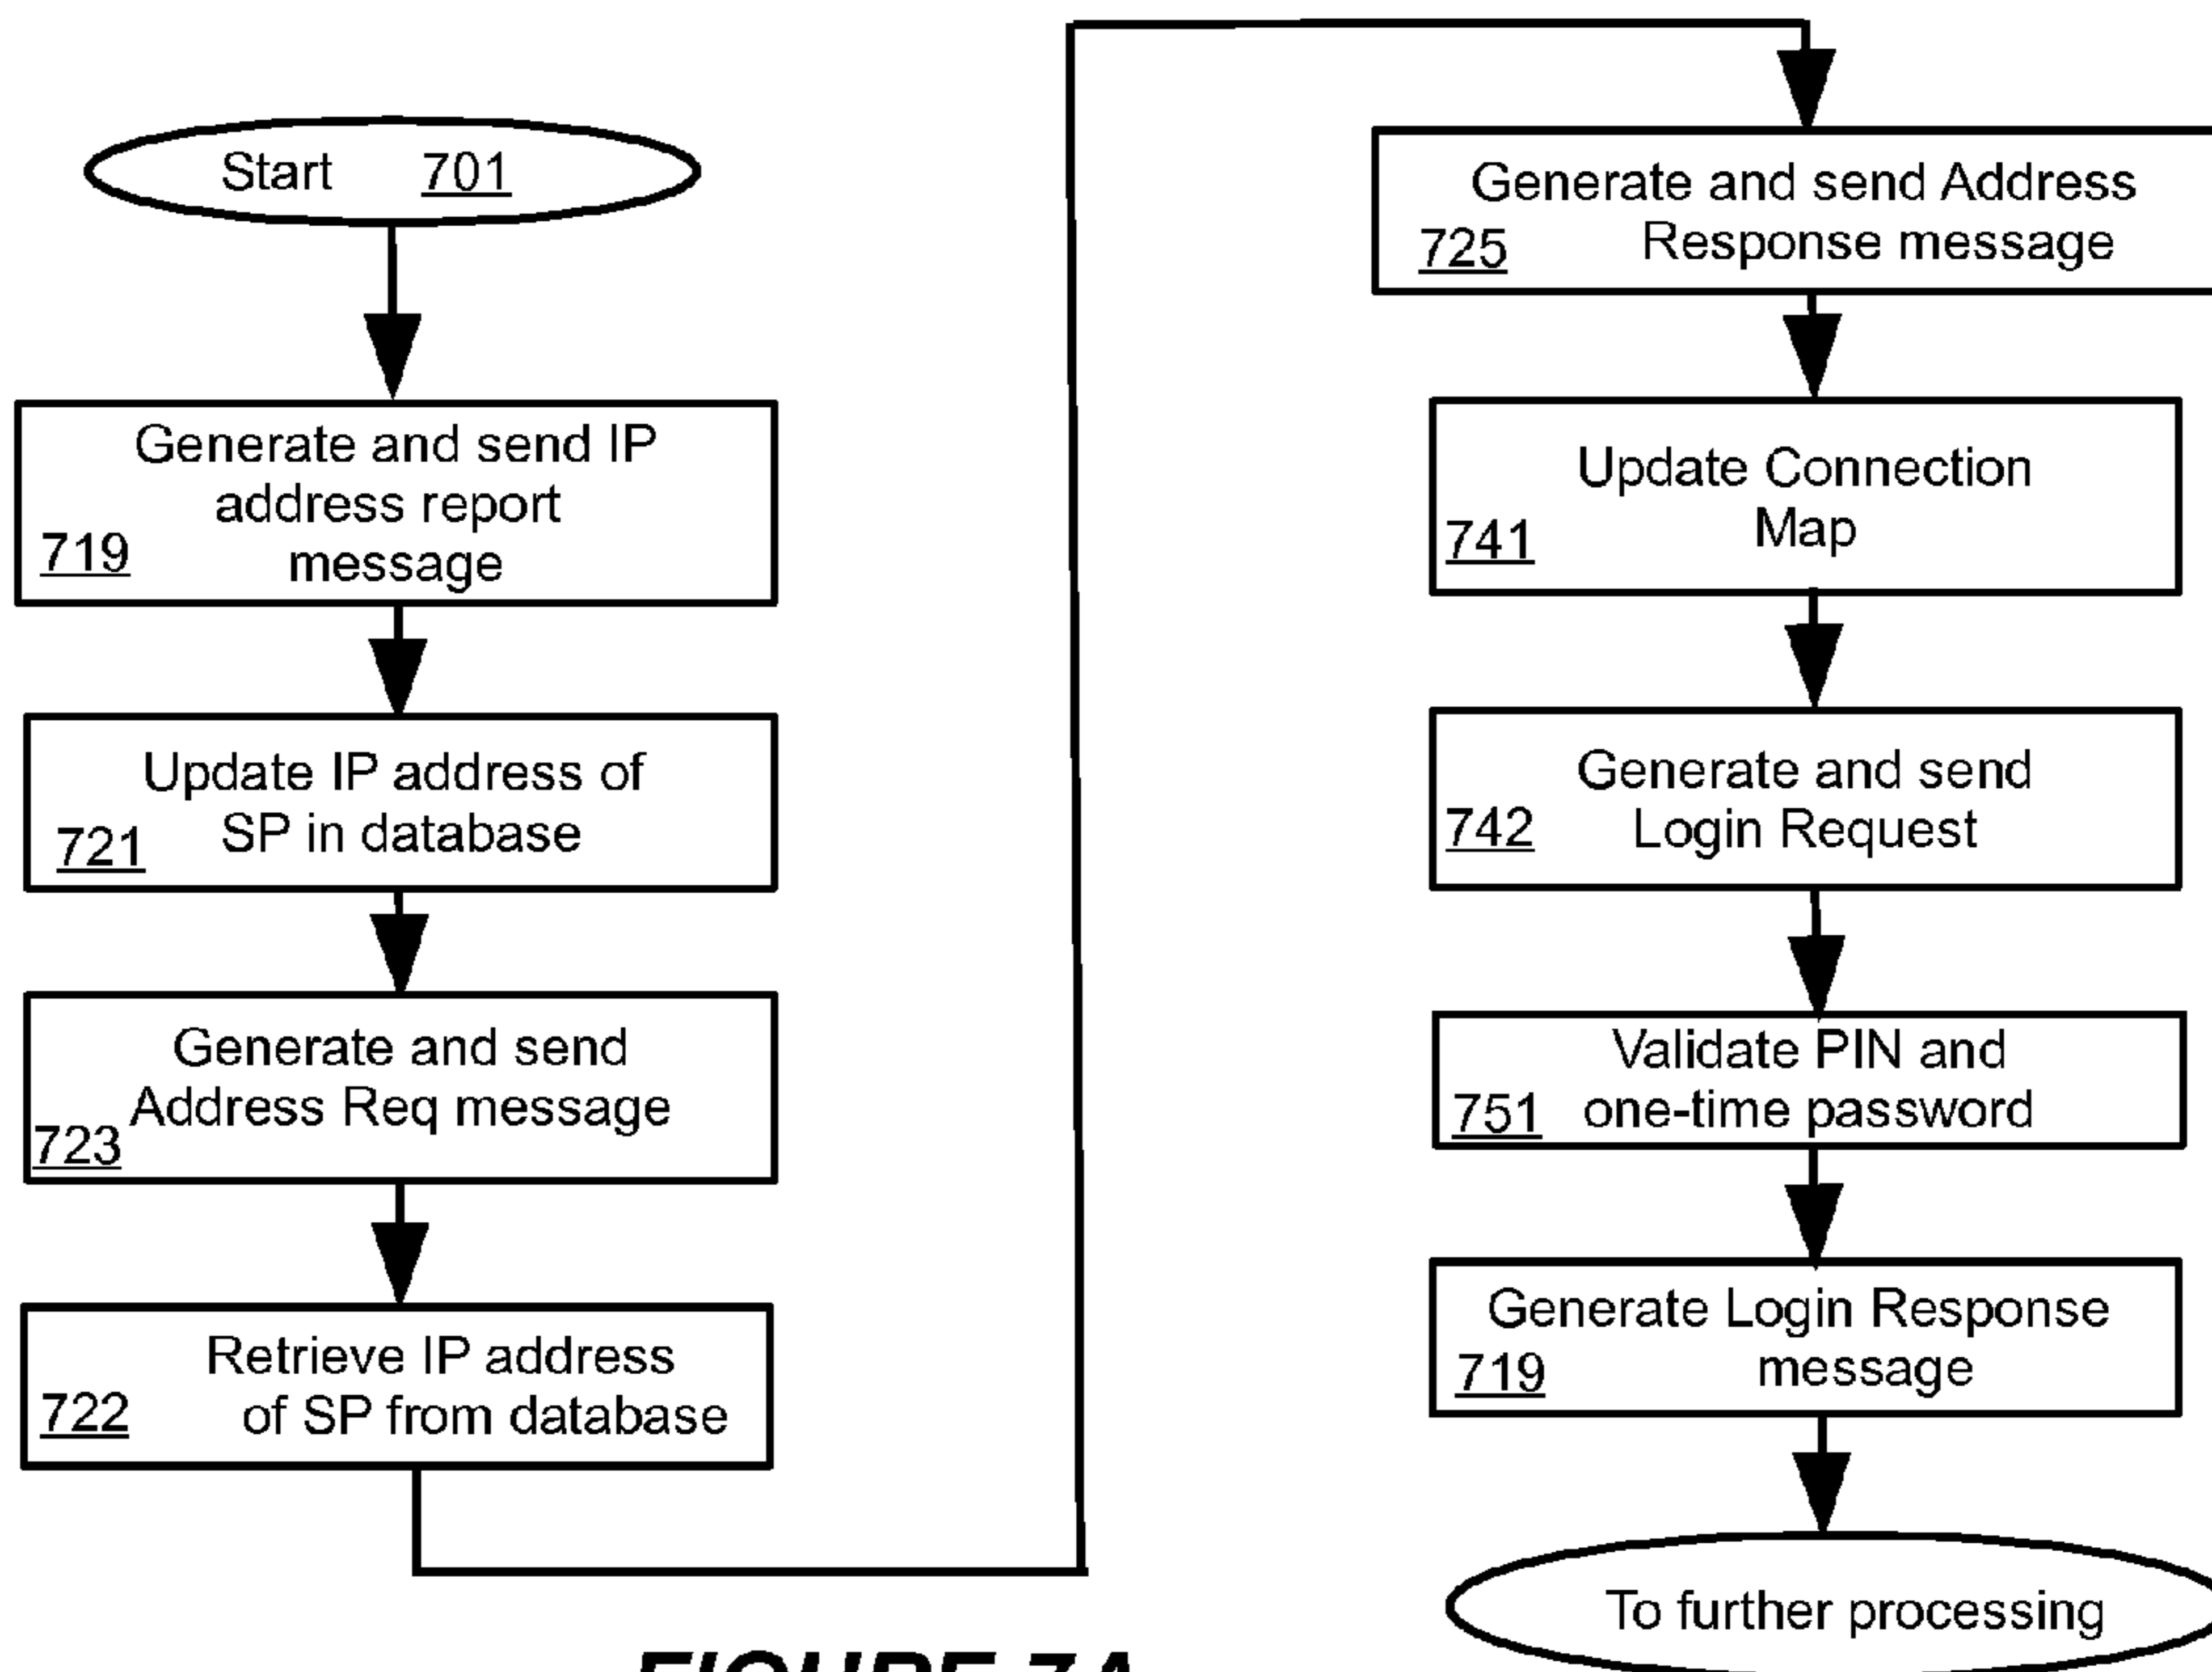 Start 701
Generate and send IP
address report
719 message
Update IP address of
721 SP in database
Generate and send
Address Req message
723
Retrieve IP address
722 of SP from database
Generate and send Address
725 Response message
Update Connection
741 Map
Generate and send
742 Login Request
Validate PIN and
751 one-time password
Generate Login Response
719 message
To further processing
FIGURE 7A